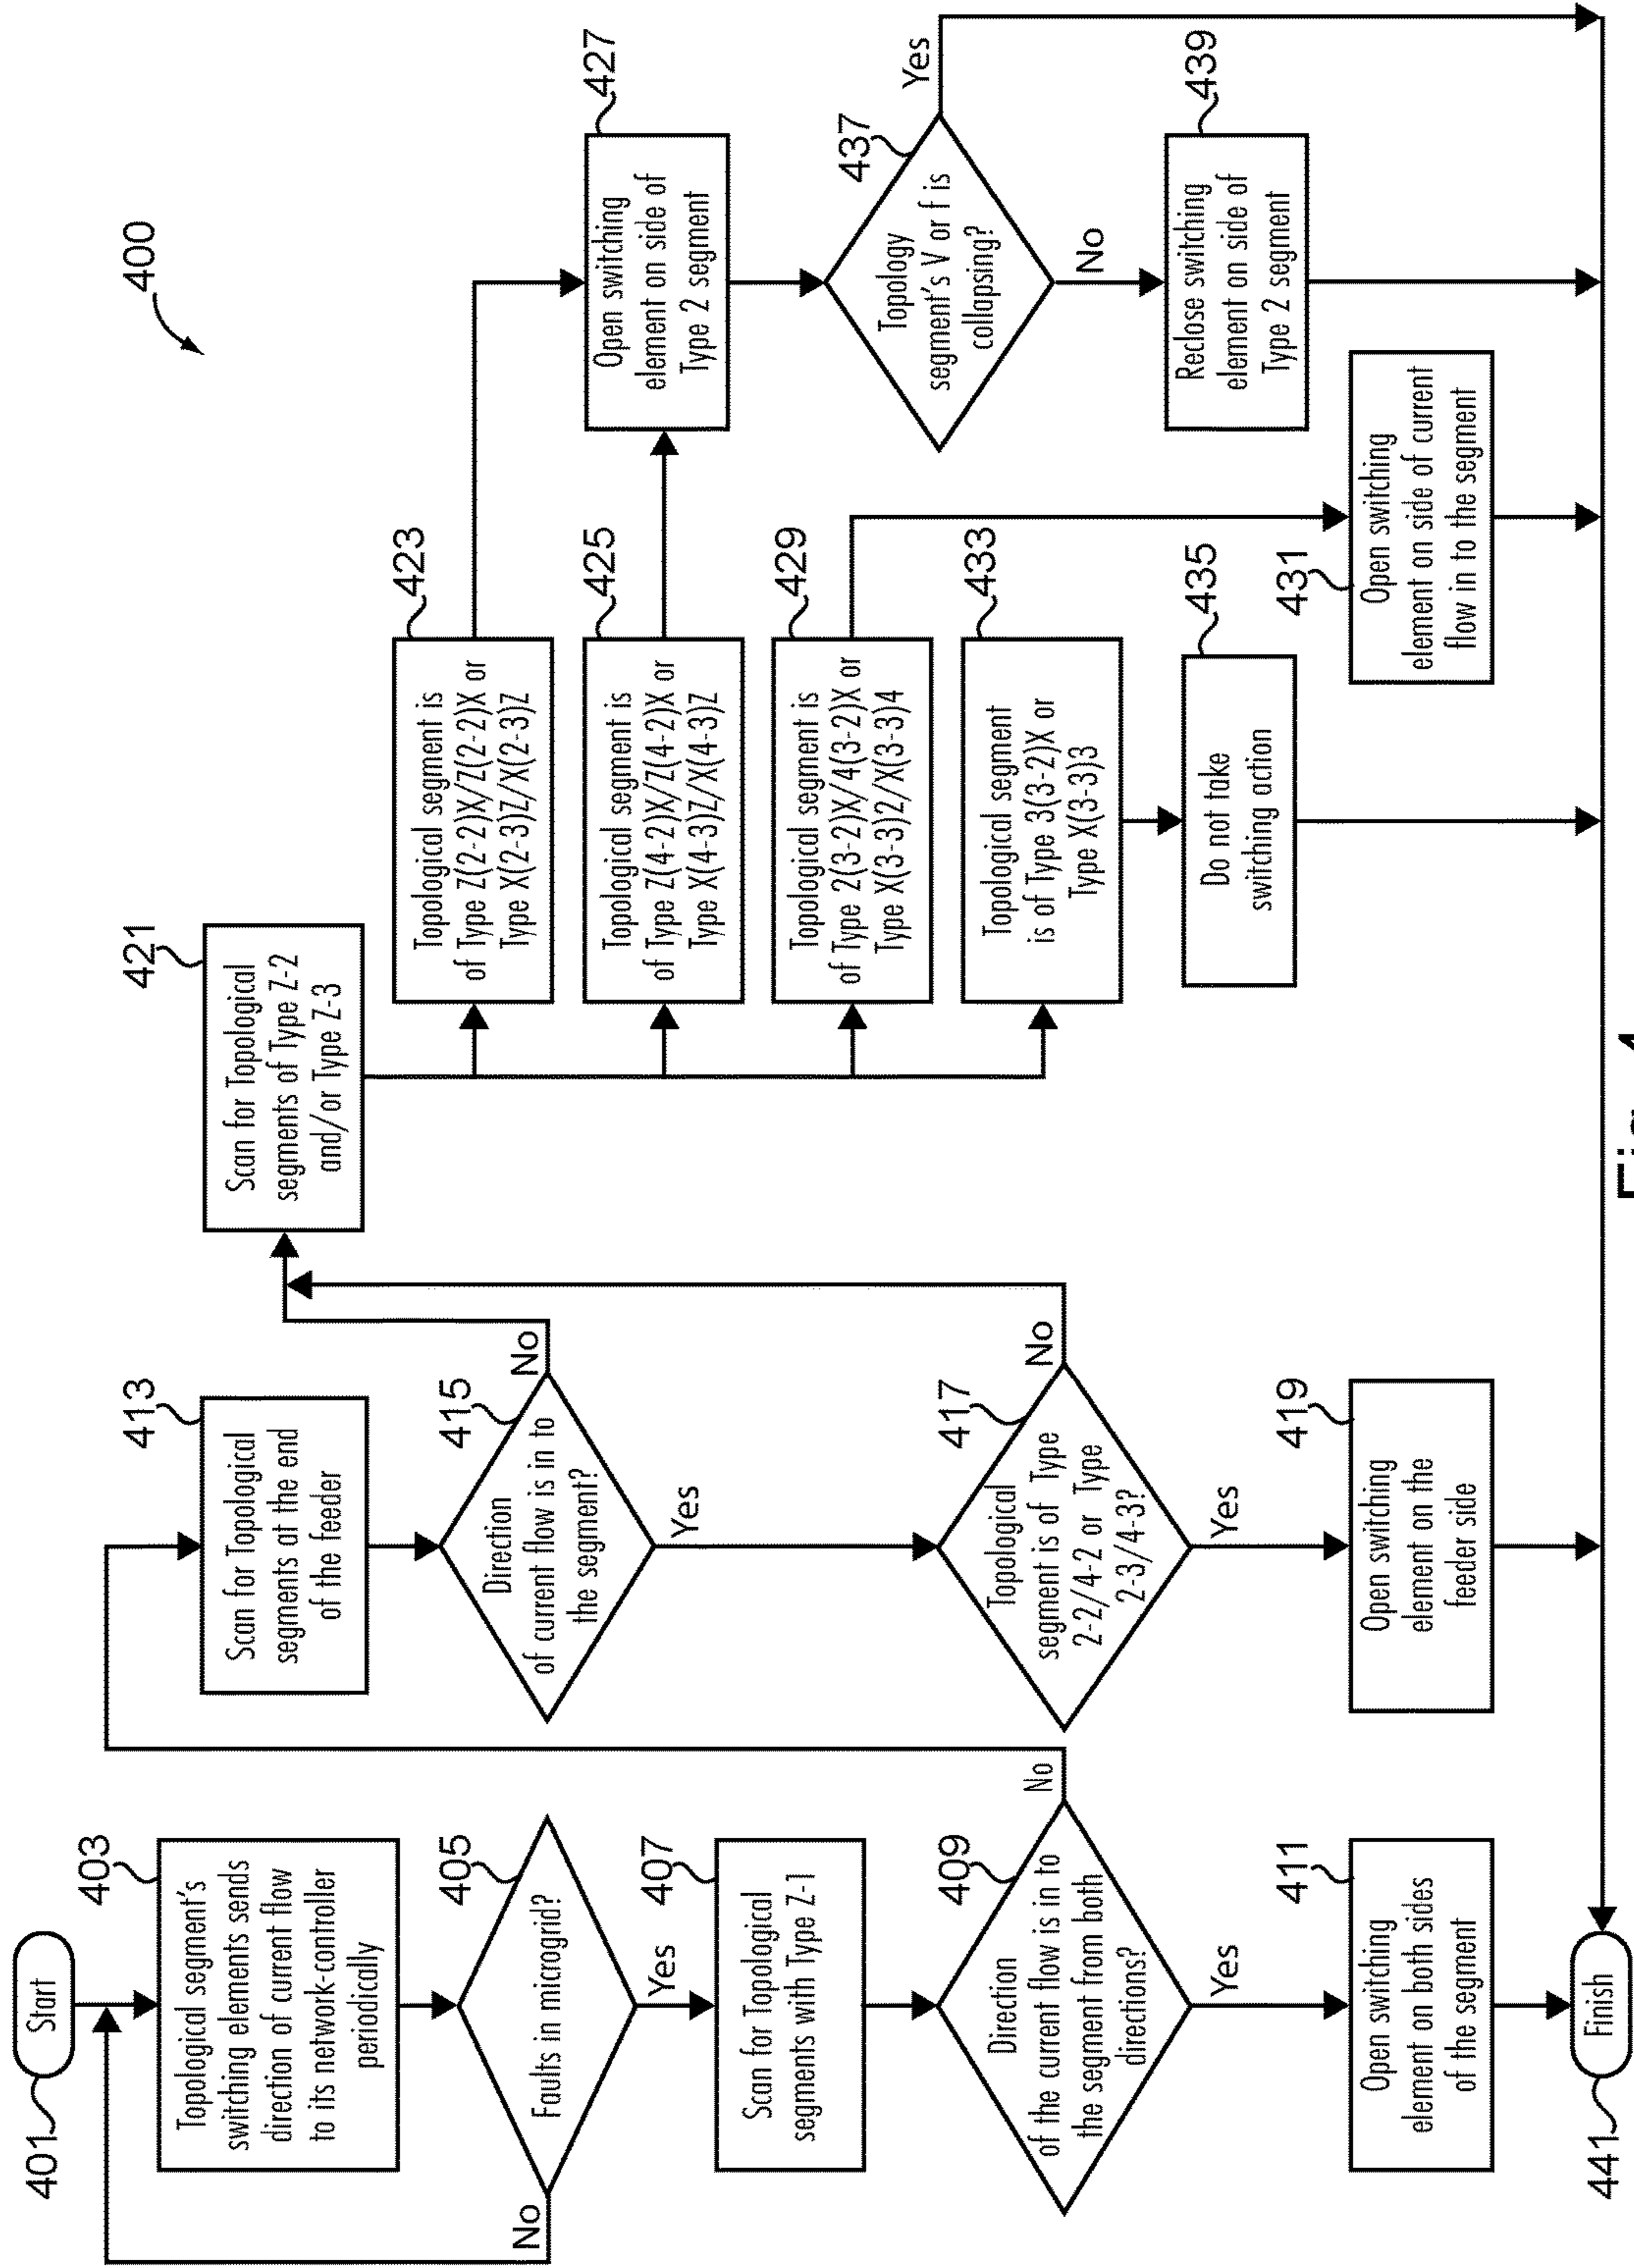 400
401
Start
403
Topological segment's
switching elements sends
direction of current flow
to its network-controller
periodically
405
Faults in microgrid?
No
Yes
407
Scan for Topological
segments with Type Z-1
409
Direction
of the current flow is in to
the segment from both
directions?
No
Yes
411
Open switching
element on both sides
of the segment
441
Finish
413
Scan for Topological
segments at the end
of the feeder
415
Direction
of current flow is in to
the segment?
No
Yes
417
Topological
segment is of Type
2-2/4-2 or Type
2-3/4-3?
No
Yes
419
Open switching
element on the
feeder side
421
Scan for Topological
segments of Type Z-2
and/or Type Z-3
423
Topological segment is
of Type Z(2-2)X/Z(2-2)X or
Type X(2-3)Z/X(2-3)Z
425
Topological segment is
of Type Z(4-2)X/Z(4-2)X or
Type X(4-3)Z/X(4-3)Z
429
Topological segment is
of Type 2(3-2)X/4(3-2)X or
Type X(3-3)2/X(3-3)4
433
Topological segment
is of Type 3(3-2)X or
Type X(3-3)3
435
Do not take
switching action
427
Open switching
element on side of
Type 2 segment
437
Topology
segment's V or f is
collapsing?
Yes
No
439
Reclose switching
element on side of
Type 2 segment
431
Open switching
element on side of current
flow in to the segment